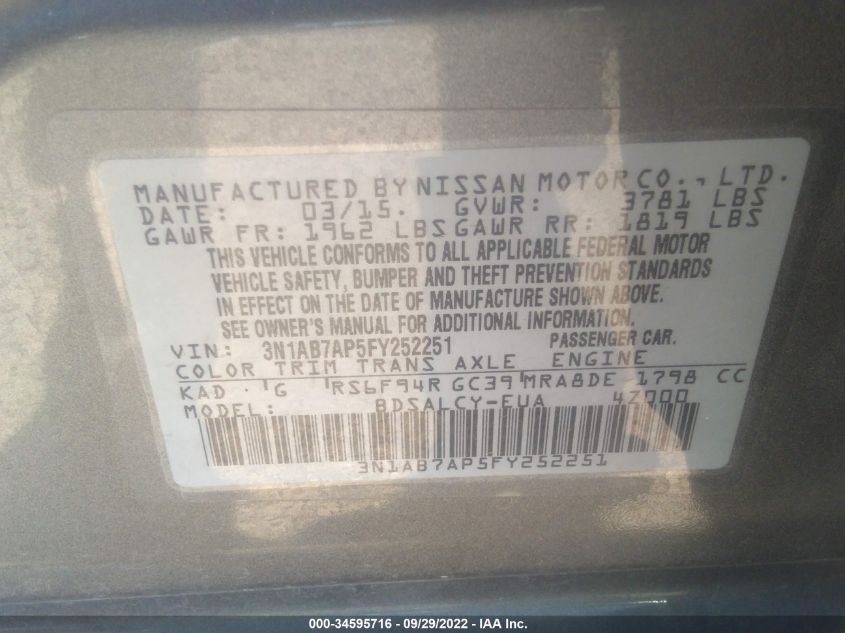 MANUFACTURED BY NISSAN MOTOR CO., LTD.
DATE: 03/15. GVWR: 3781 LBS
GAWR FR: 1962 LBS GAWR RR: 1819 LBS
THIS VEHICLE CONFORMS TO ALL APPLICABLE FEDERAL MOTOR
VEHICLE SAFETY, BUMPER AND THEFT PREVENTION STANDARDS
IN EFFECT ON THE DATE OF MANUFACTURE SHOWN ABOVE.
SEE OWNER'S MANUAL FOR ADDITIONAL INFORMATION.
VIN: 3N1AB7AP5FY252251 PASSENGER CAR.
COLOR TRIM TRANS AXLE ENGINE
KAD G RS6F94R GC39 MRA8DE 1798 CC
MODEL: BDSALCY-EUA 47000
3N1AB7AP5FY252251
000-34595716 - 09/29/2022 - IAA Inc.